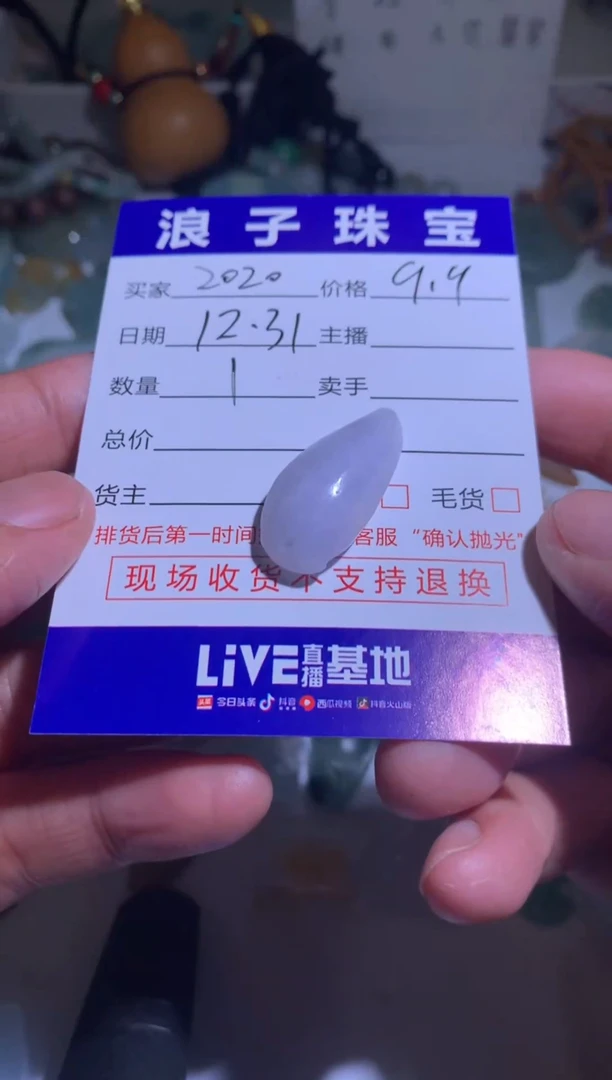 浪子珠宝
买家 2020 价格 9.9
日期 12.31 主播
数量 1 卖手
总价
货主 毛货
排货后第一时间 客服“确认抛光”
现场收货不支持退换
LiVE直播基地
今日头条 抖音 西瓜视频 抖音火山版